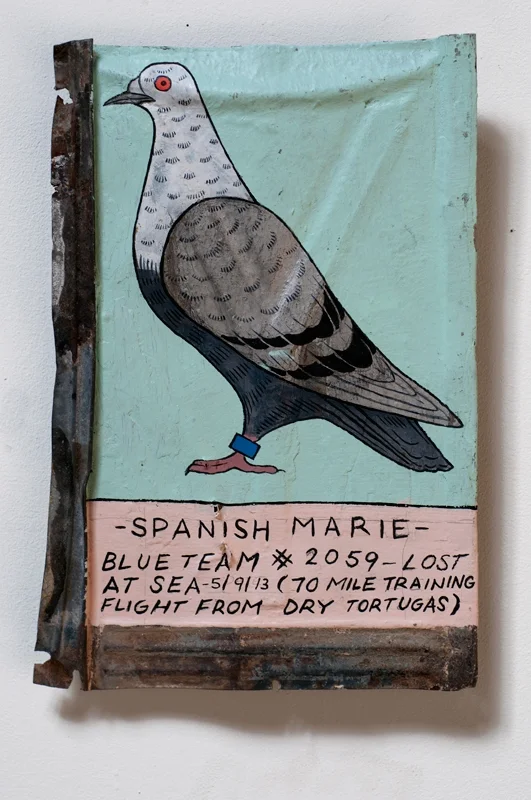 -SPANISH MARIE-
BLUE TEAM # 2059-LOST
AT SEA-5/9/13 (70 MILE TRAINING
FLIGHT FROM DRY TORTUGAS)